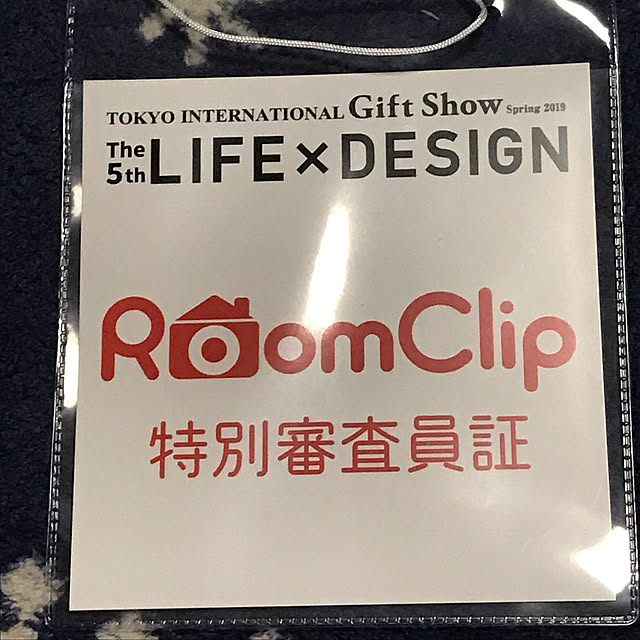 TOKYO INTERNATIONAL Gift Show Spring 2019
The 5th LIFE×DESIGN
RoomClip
特別審査員証